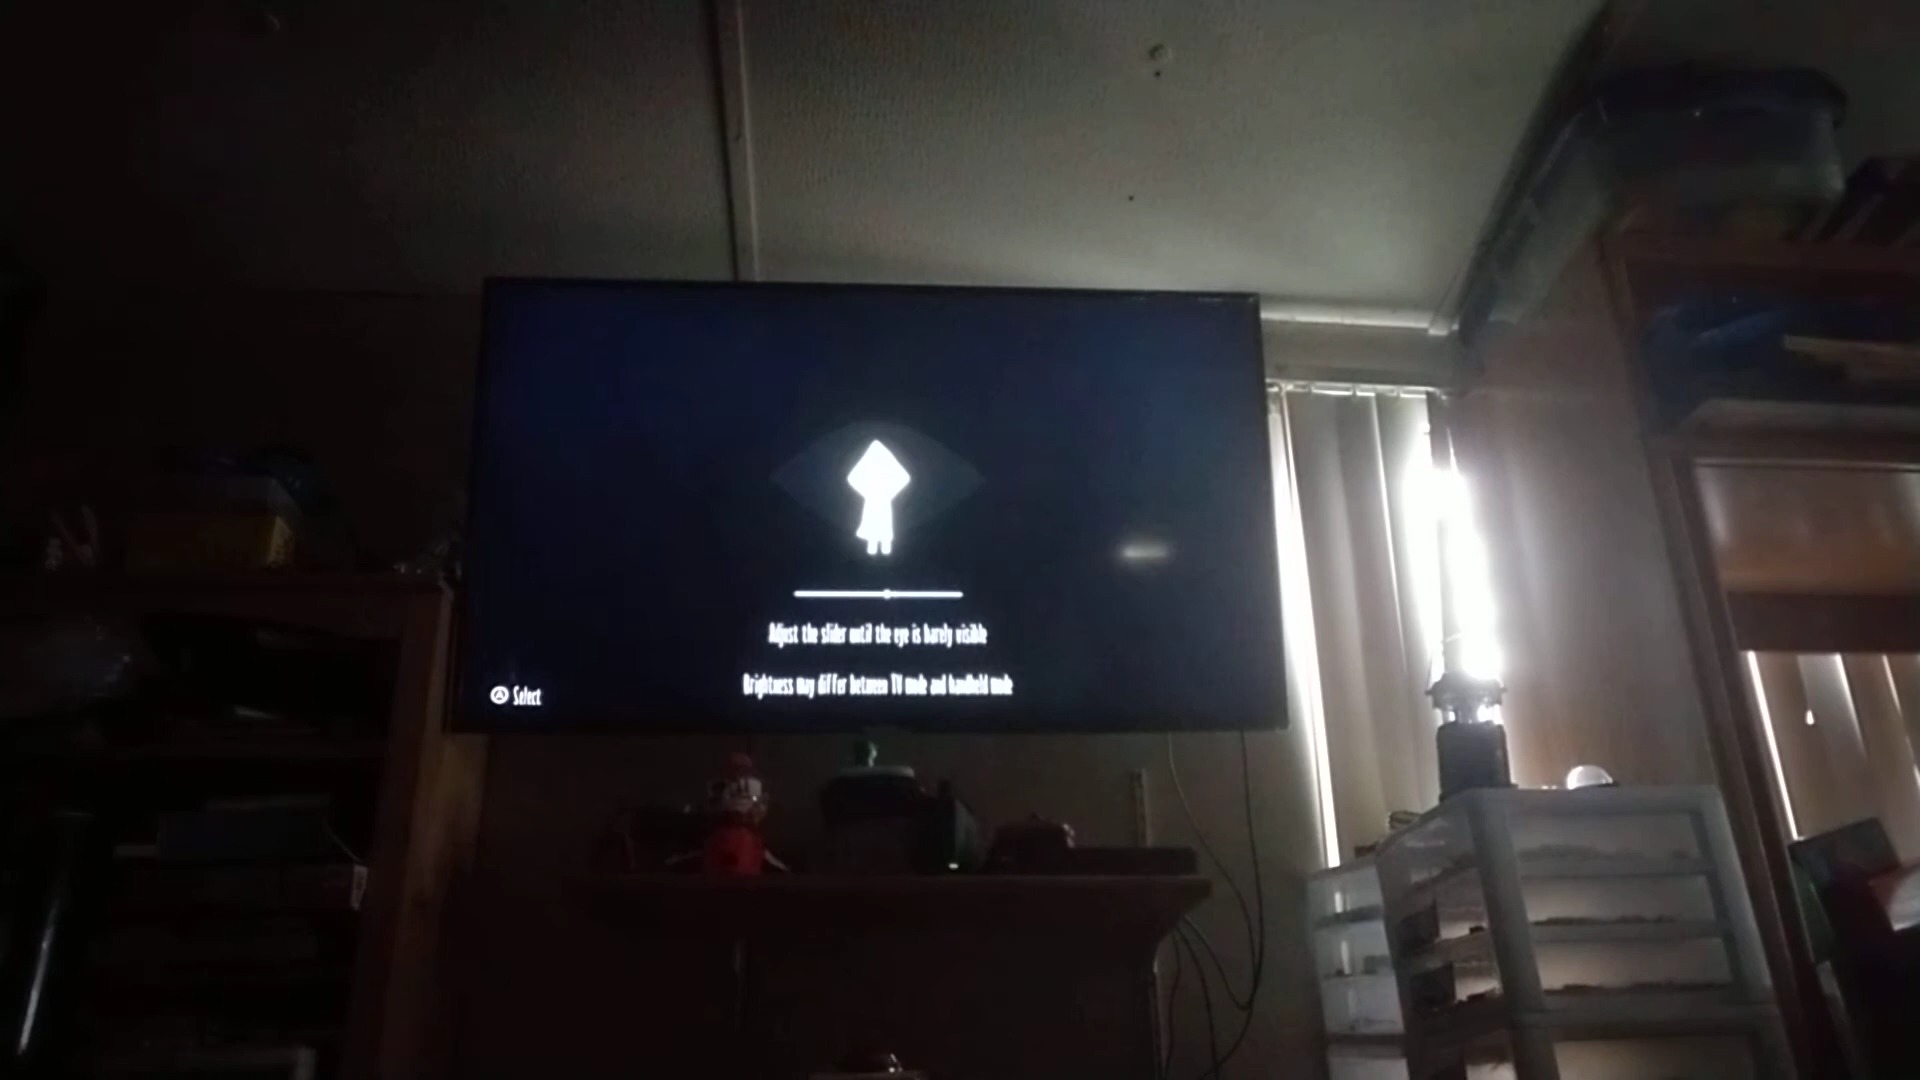 Adjust the slider until the eye is barely visible
Brightness may differ between TV mode and handheld mode
Ⓐ Select